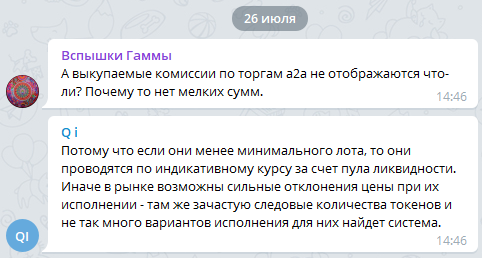 26 июля
Вспышки Гаммы
А выкупаемые комиссии по торгам a2a не отображаются что-
ли? Почему то нет мелких сумм.
14:46
Q i
Потому что если они менее минимального лота, то они
проводятся по индикативному курсу за счет пула ликвидности.
Иначе в рынке возможны сильные отклонения цены при их
исполнении - там же зачастую следовые количества токенов и
не так много вариантов исполнения для них найдет система.
QI
14:46